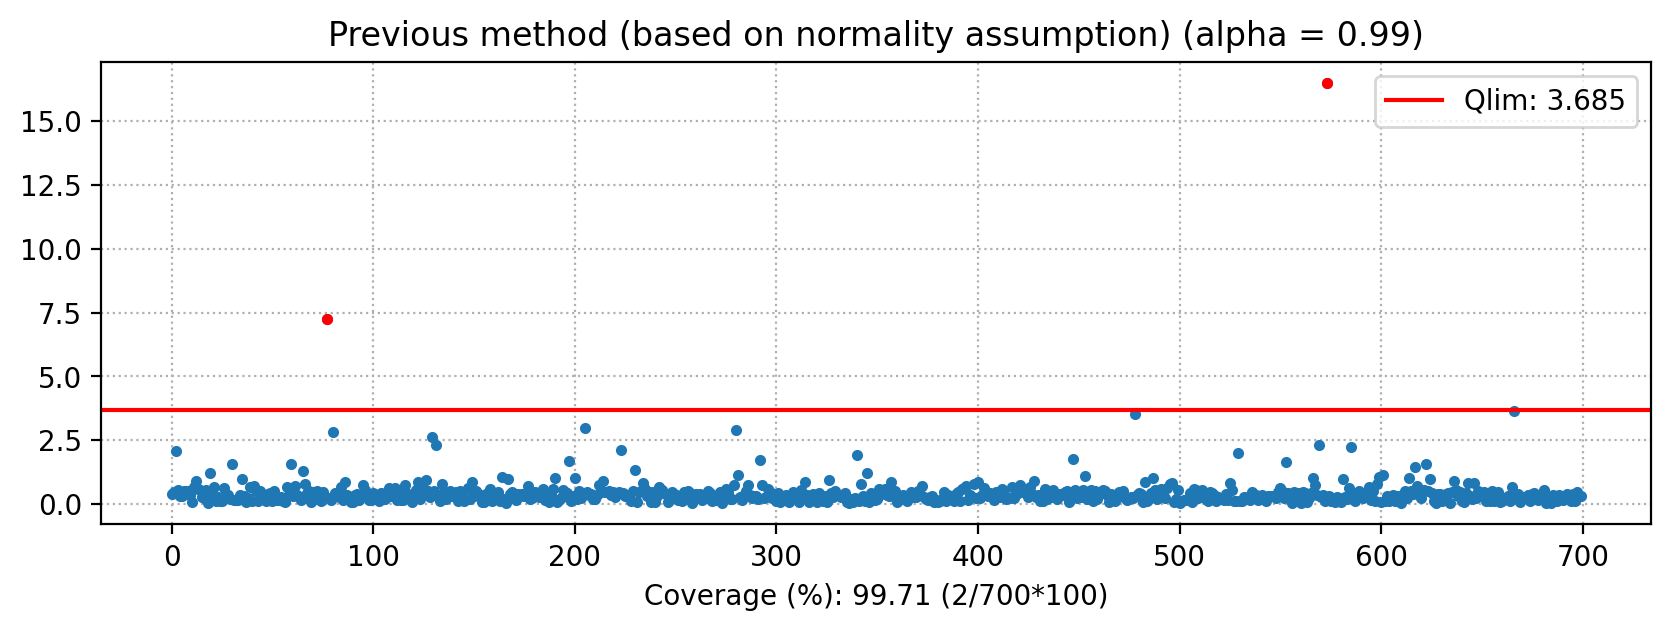 Previous method (based on normality assumption) (alpha = 0.99)
Qlim: 3.685
15.0
12.5
10.0
7.5
5.0
2.5
0.0
0 100 200 300 400 500 600 700
Coverage (%): 99.71 (2/700*100)